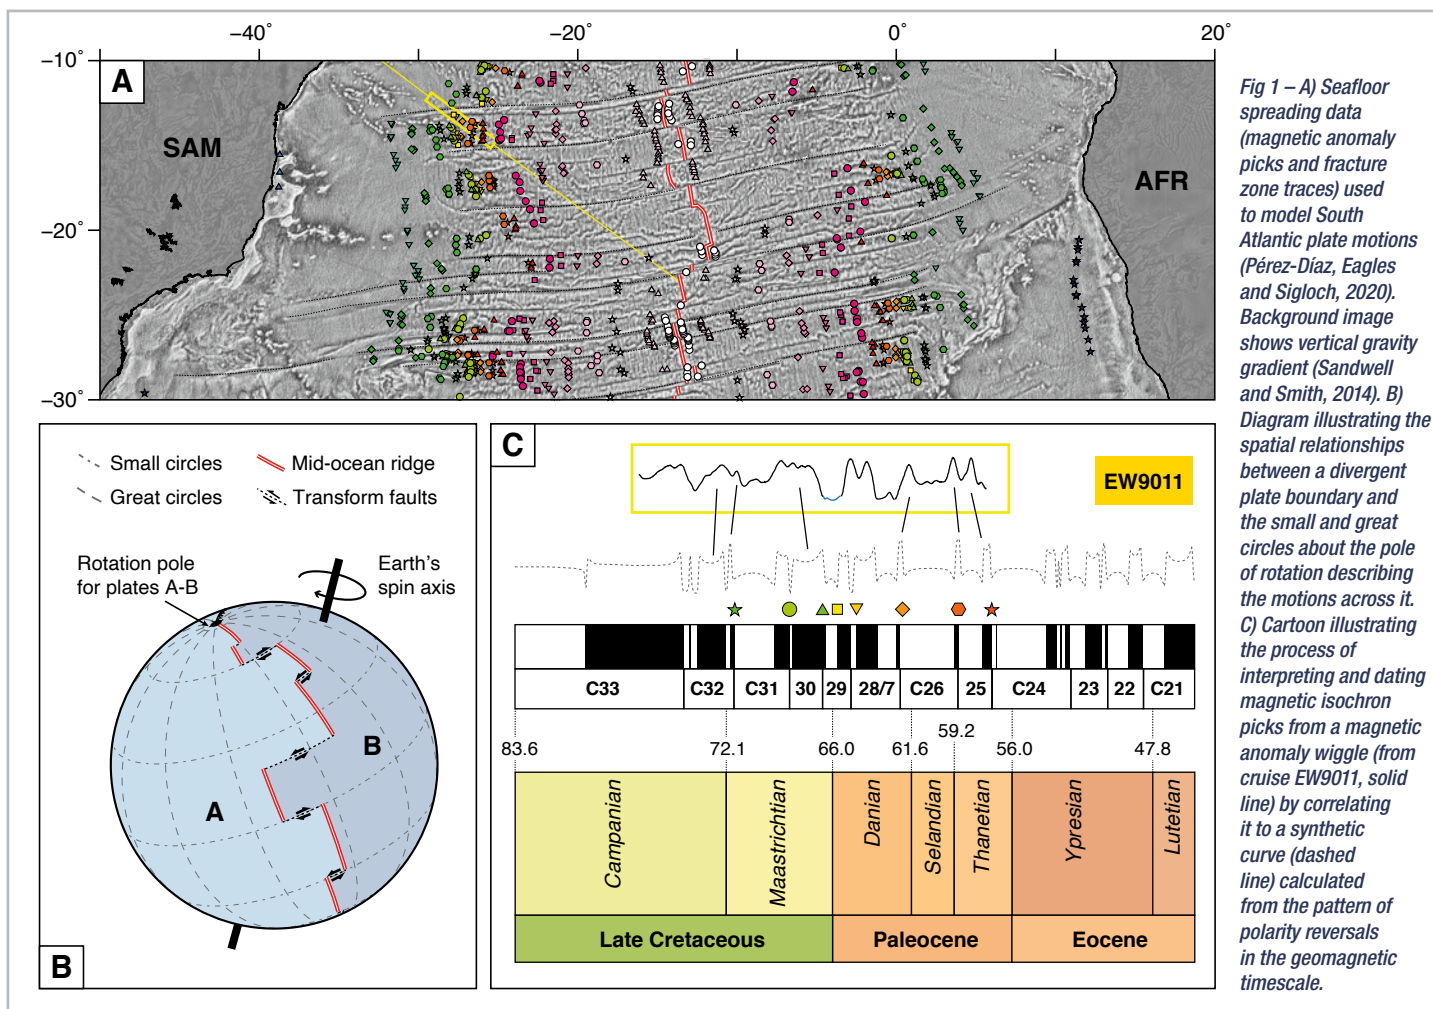 −40˚ −20˚ 0˚ 20˚
−10˚
A
SAM
AFR
−20˚
−30˚
Fig 1 – A) Seafloor
spreading data
(magnetic anomaly
picks and fracture
zone traces) used
to model South
Atlantic plate motions
(Pérez-Díaz, Eagles
and Sigloch, 2020).
Background image
shows vertical gravity
gradient (Sandwell
and Smith, 2014). B)
Diagram illustrating the
spatial relationships
between a divergent
plate boundary and
the small and great
circles about the pole
of rotation describing
the motions across it.
C) Cartoon illustrating
the process of
interpreting and dating
magnetic isochron
picks from a magnetic
anomaly wiggle (from
cruise EW9011, solid
line) by correlating
it to a synthetic
curve (dashed
line) calculated
from the pattern of
polarity reversals
in the geomagnetic
timescale.
Small circles Mid-ocean ridge
Great circles Transform faults
Rotation pole
for plates A-B
Earth's
spin axis
B
A
B
C
EW9011
C33 C32 C31 30 29 28/7 C26 25 C24 23 22 C21
83.6 72.1 66.0 61.6 59.2 56.0 47.8
Campanian Maastrichtian Danian Selandian Thanetian Ypresian Lutetian
Late Cretaceous Paleocene Eocene